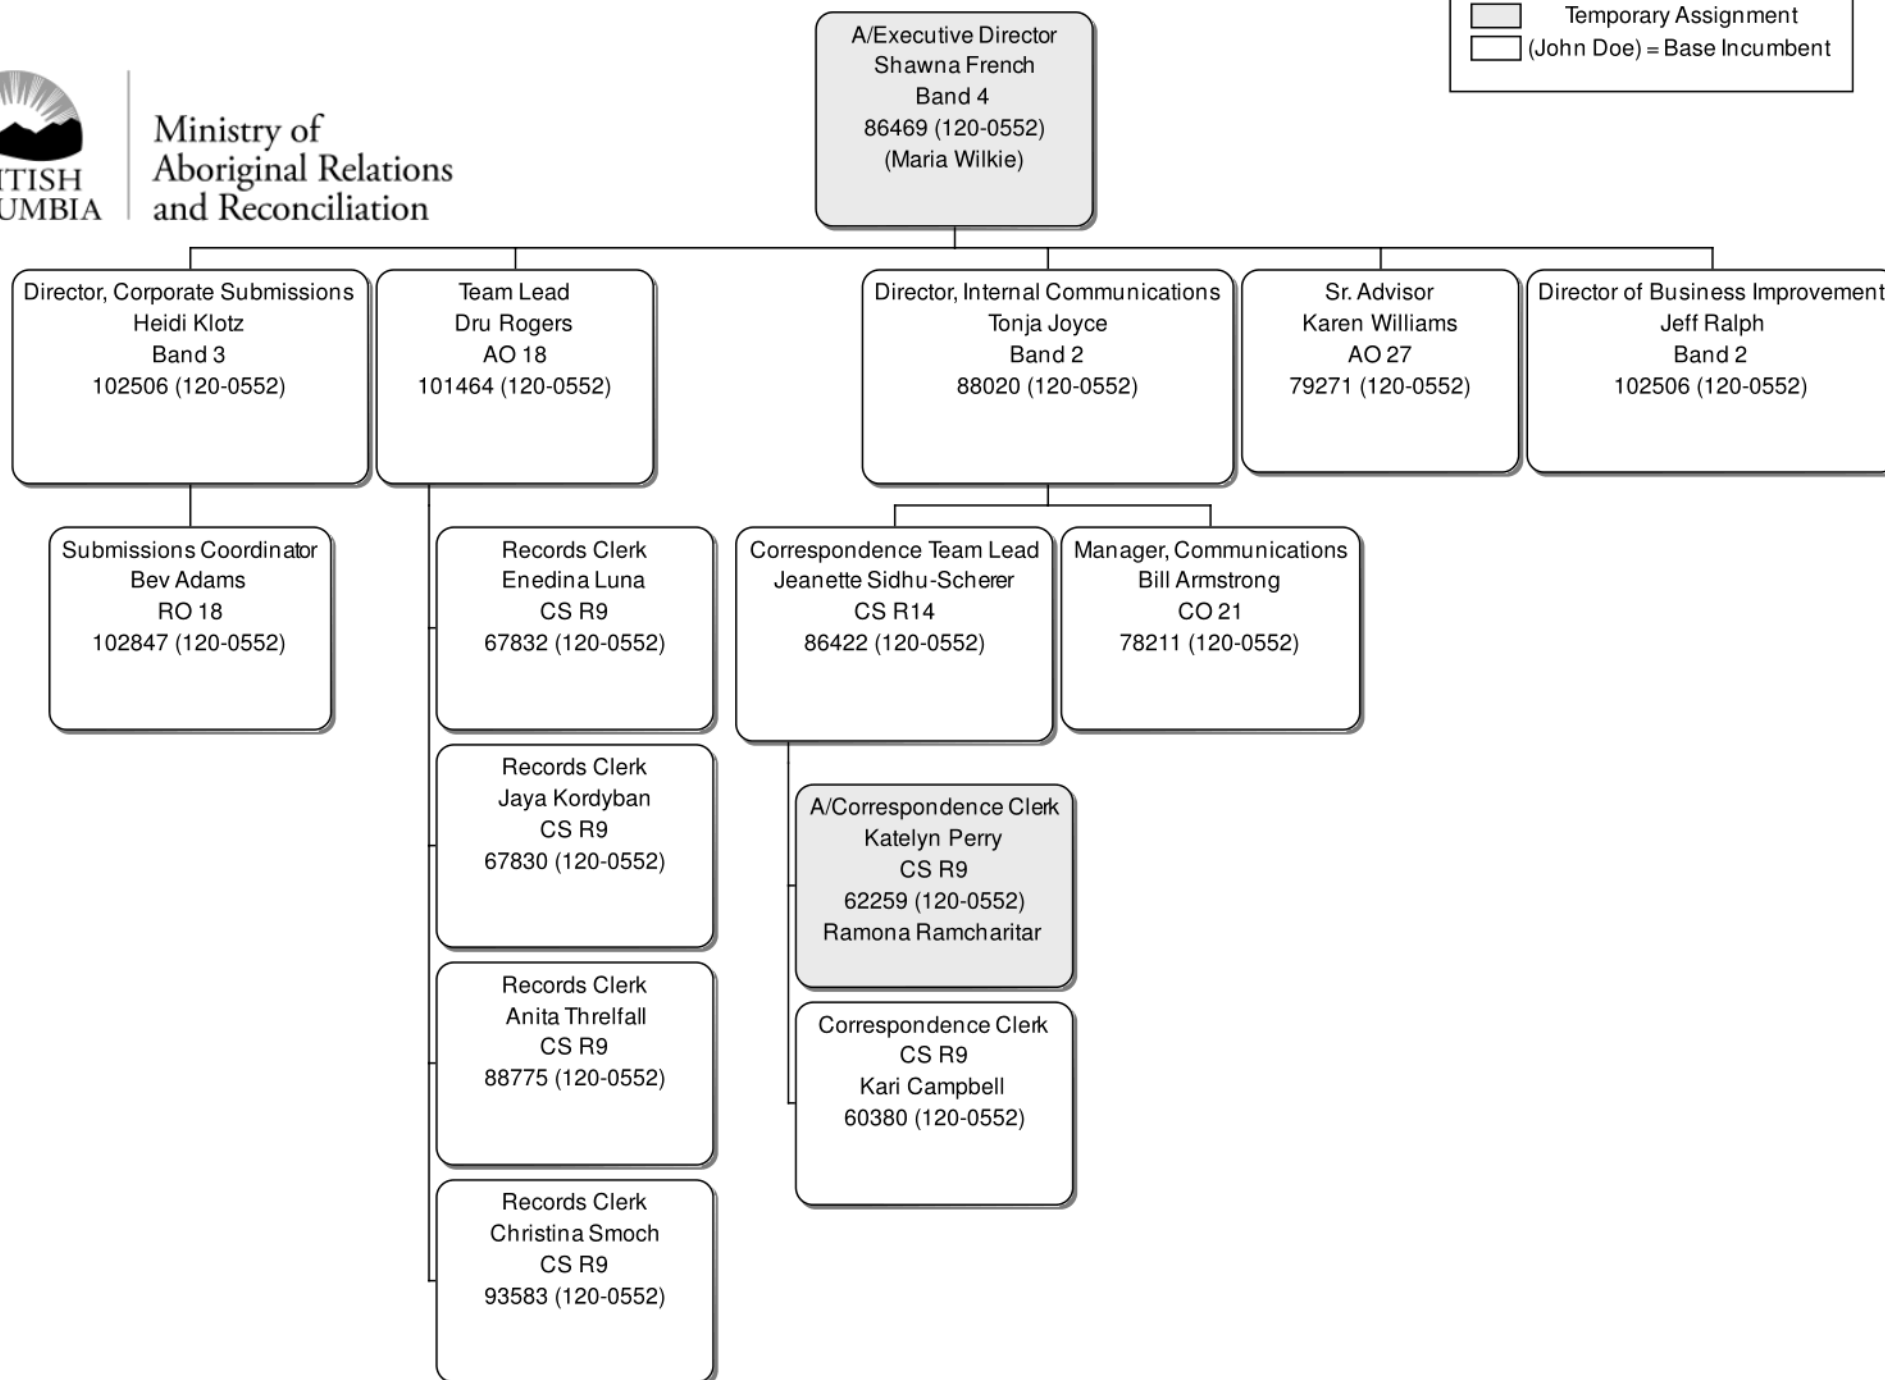 Temporary Assignment
(John Doe) = Base Incumbent
Ministry of
Aboriginal Relations
and Reconciliation
A/Executive Director
Shawna French
Band 4
86469 (120-0552)
(Maria Wilkie)
Director, Corporate Submissions
Heidi Klotz
Band 3
102506 (120-0552)
Team Lead
Dru Rogers
AO 18
101464 (120-0552)
Director, Internal Communications
Tonja Joyce
Band 2
88020 (120-0552)
Sr. Advisor
Karen Williams
AO 27
79271 (120-0552)
Director of Business Improvement
Jeff Ralph
Band 2
102506 (120-0552)
Submissions Coordinator
Bev Adams
RO 18
102847 (120-0552)
Records Clerk
Enedina Luna
CS R9
67832 (120-0552)
Correspondence Team Lead
Jeanette Sidhu-Scherer
CS R14
86422 (120-0552)
Manager, Communications
Bill Armstrong
CO 21
78211 (120-0552)
Records Clerk
Jaya Kordyban
CS R9
67830 (120-0552)
A/Correspondence Clerk
Katelyn Perry
CS R9
62259 (120-0552)
Ramona Ramcharitar
Records Clerk
Anita Threlfall
CS R9
88775 (120-0552)
Correspondence Clerk
CS R9
Kari Campbell
60380 (120-0552)
Records Clerk
Christina Smoch
CS R9
93583 (120-0552)